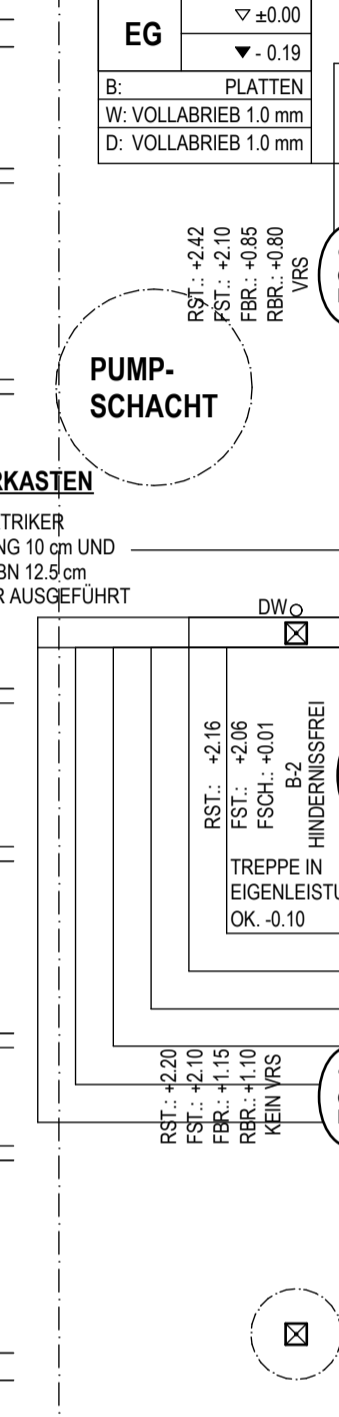 EG
▽ ±0.00
▼ - 0.19
B: PLATTEN
W: VOLLABRIEB 1.0 mm
D: VOLLABRIEB 1.0 mm
RST.: +2.42
FST.: +2.10
FBR.: +0.85
RBR.: +0.80
VRS
PUMP-
SCHACHT
RKASTEN
TRIKER
NG 10 cm UND
BN 12.5 cm
R AUSGEFÜHRT
DW
RST.: +2.16
FST.: +2.06
FSCH.: +0.01
B-2
HINDERNISSFREI
TREPPE IN
EIGENLEISTU
OK. -0.10
RST.: +2.20
FST.: +2.10
FBR.: +1.15
RBR.: +1.10
KEIN VRS